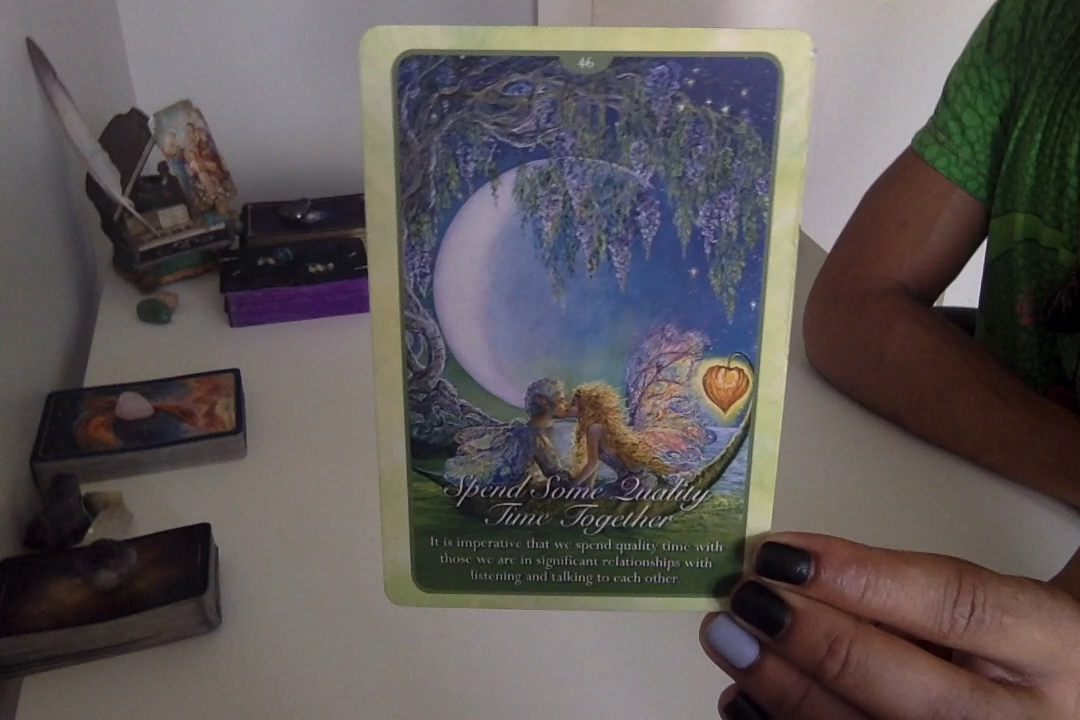 46
Spend Some Quality
Time Together
It is imperative that we spend quality time with
those we are in significant relationships with
listening and talking to each other.